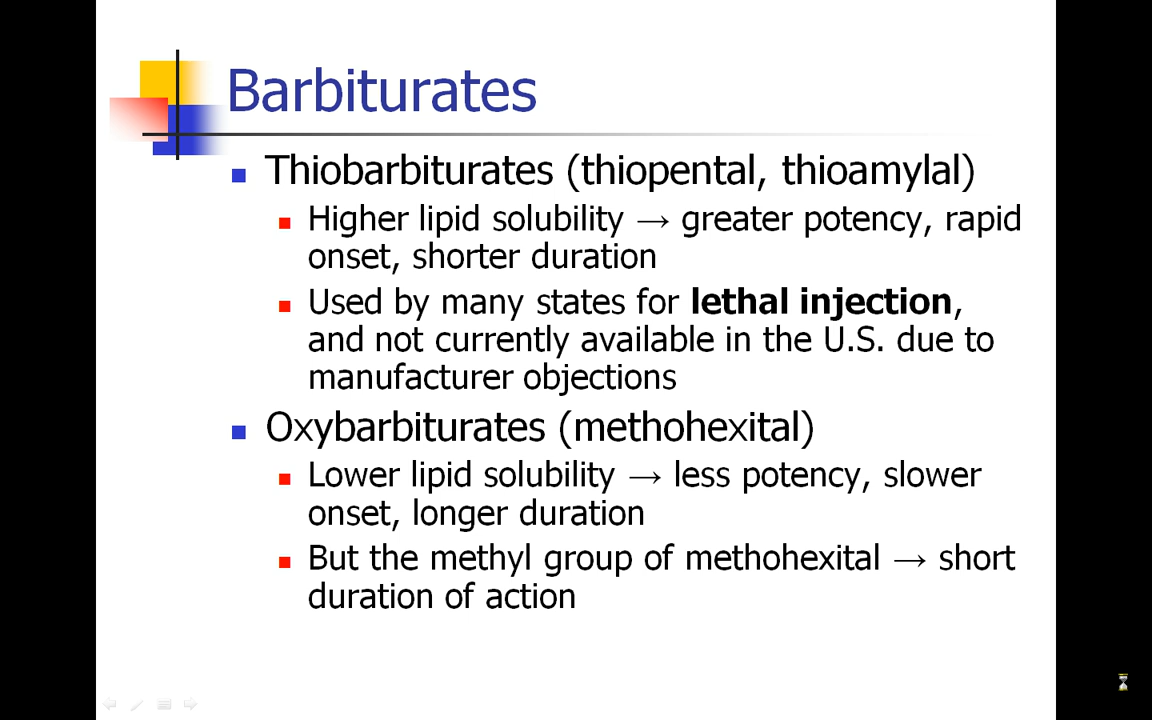 Barbiturates
Thiobarbiturates (thiopental, thioamylal)
Higher lipid solubility → greater potency, rapid
onset, shorter duration
Used by many states for lethal injection,
and not currently available in the U.S. due to
manufacturer objections
Oxybarbiturates (methohexital)
Lower lipid solubility → less potency, slower
onset, longer duration
But the methyl group of methohexital → short
duration of action